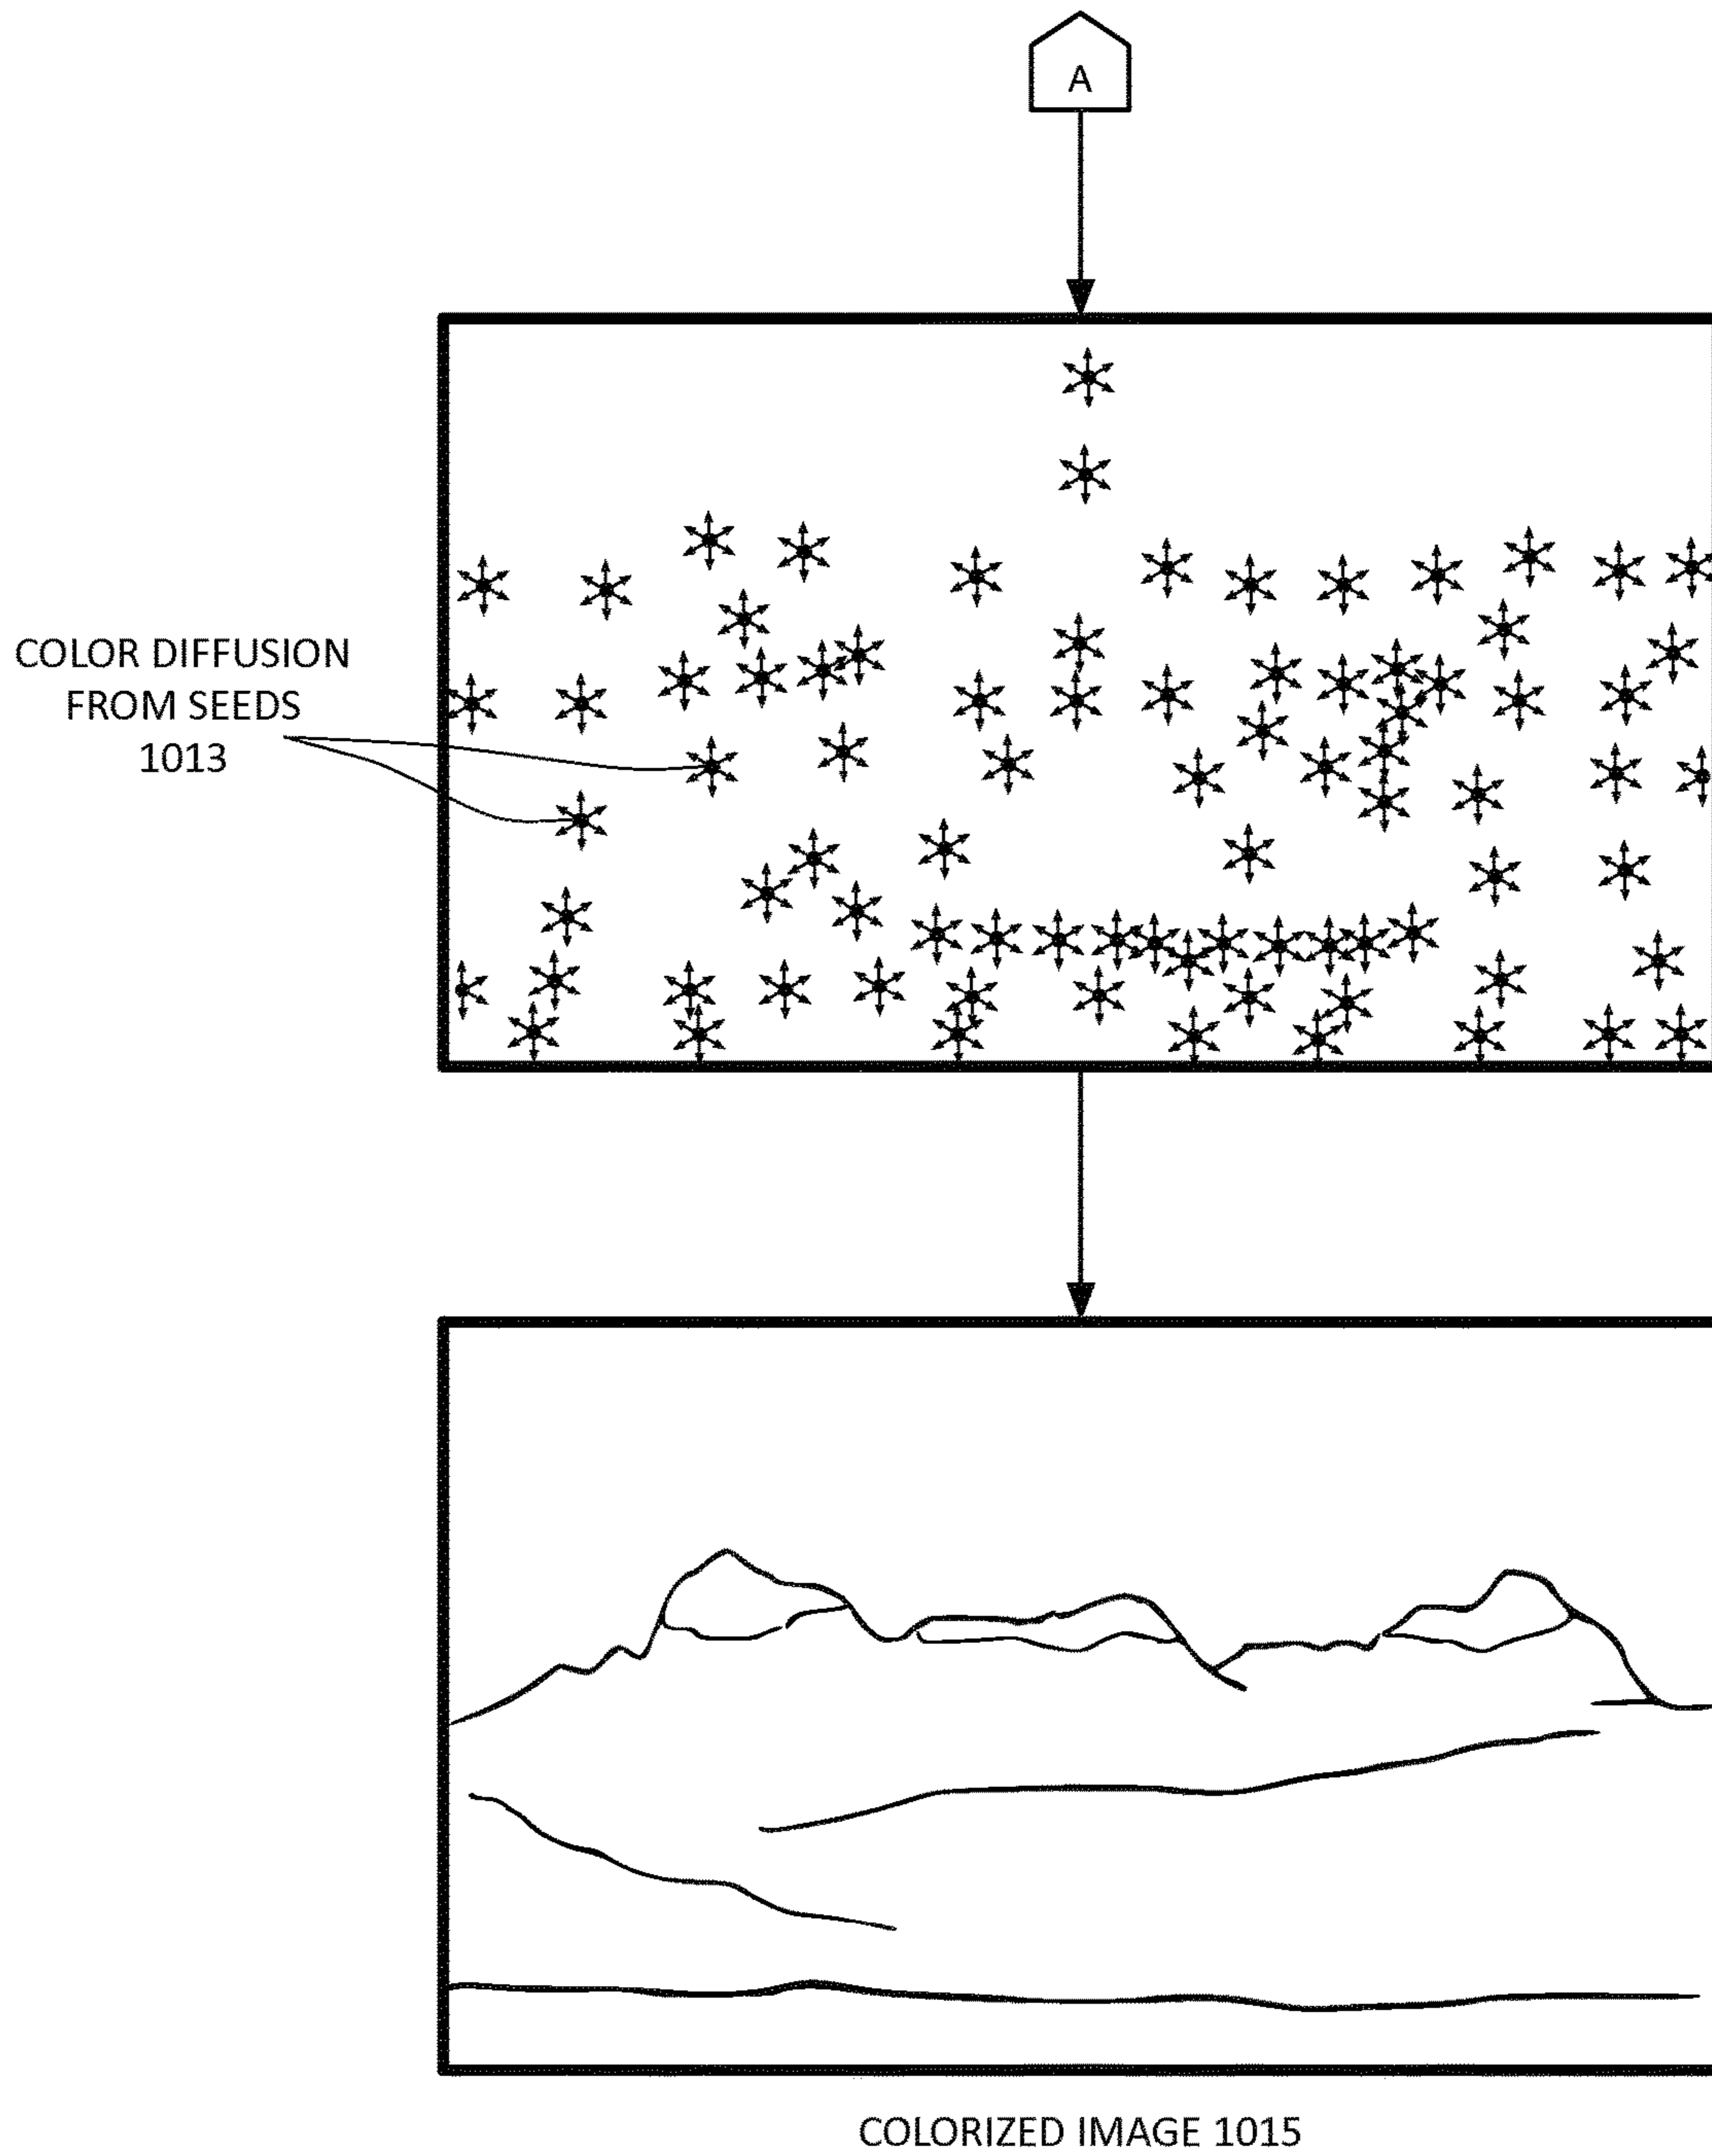 A
COLOR DIFFUSION
FROM SEEDS
1013
COLORIZED IMAGE 1015